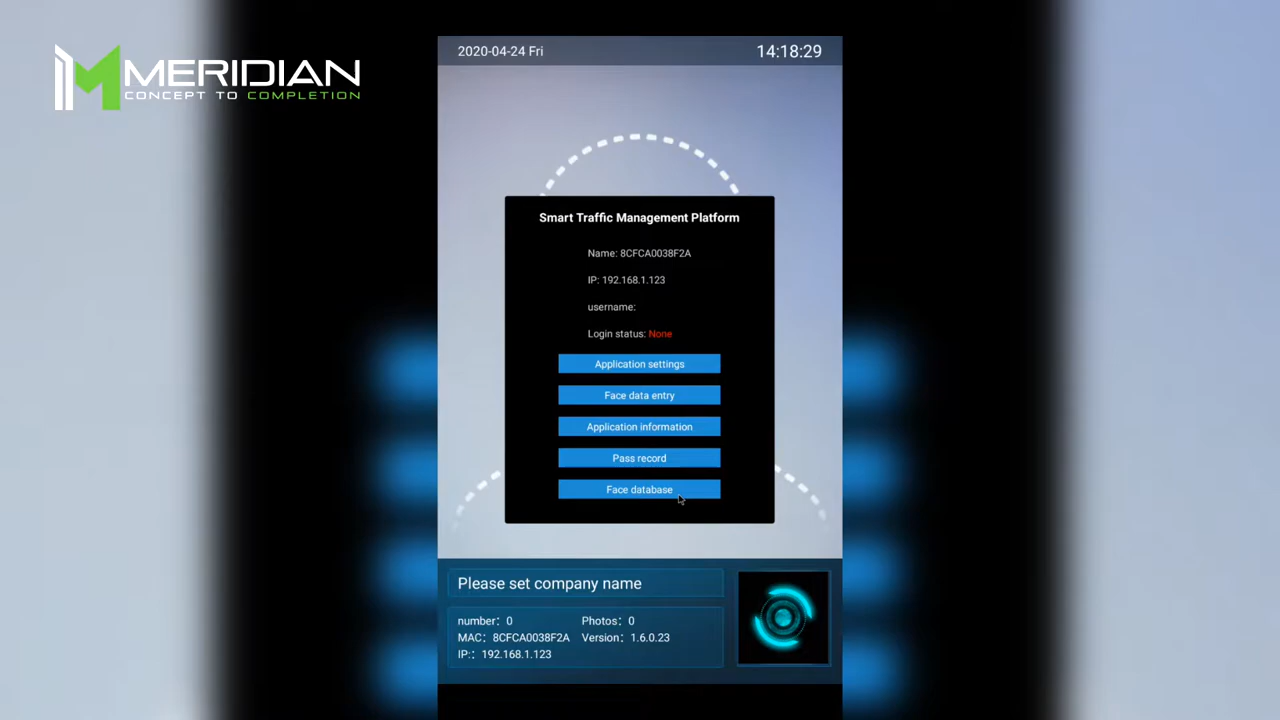 MERIDIAN
CONCEPT TO COMPLETION
2020-04-24 Fri
14:18:29
Smart Traffic Management Platform
Name: 8CFCA0038F2A
IP: 192.168.1.123
username:
Login status: None
Application settings
Face data entry
Application information
Pass record
Face database
Please set company name
number: 0 Photos: 0
MAC: 8CFCA0038F2A Version: 1.6.0.23
IP:: 192.168.1.123